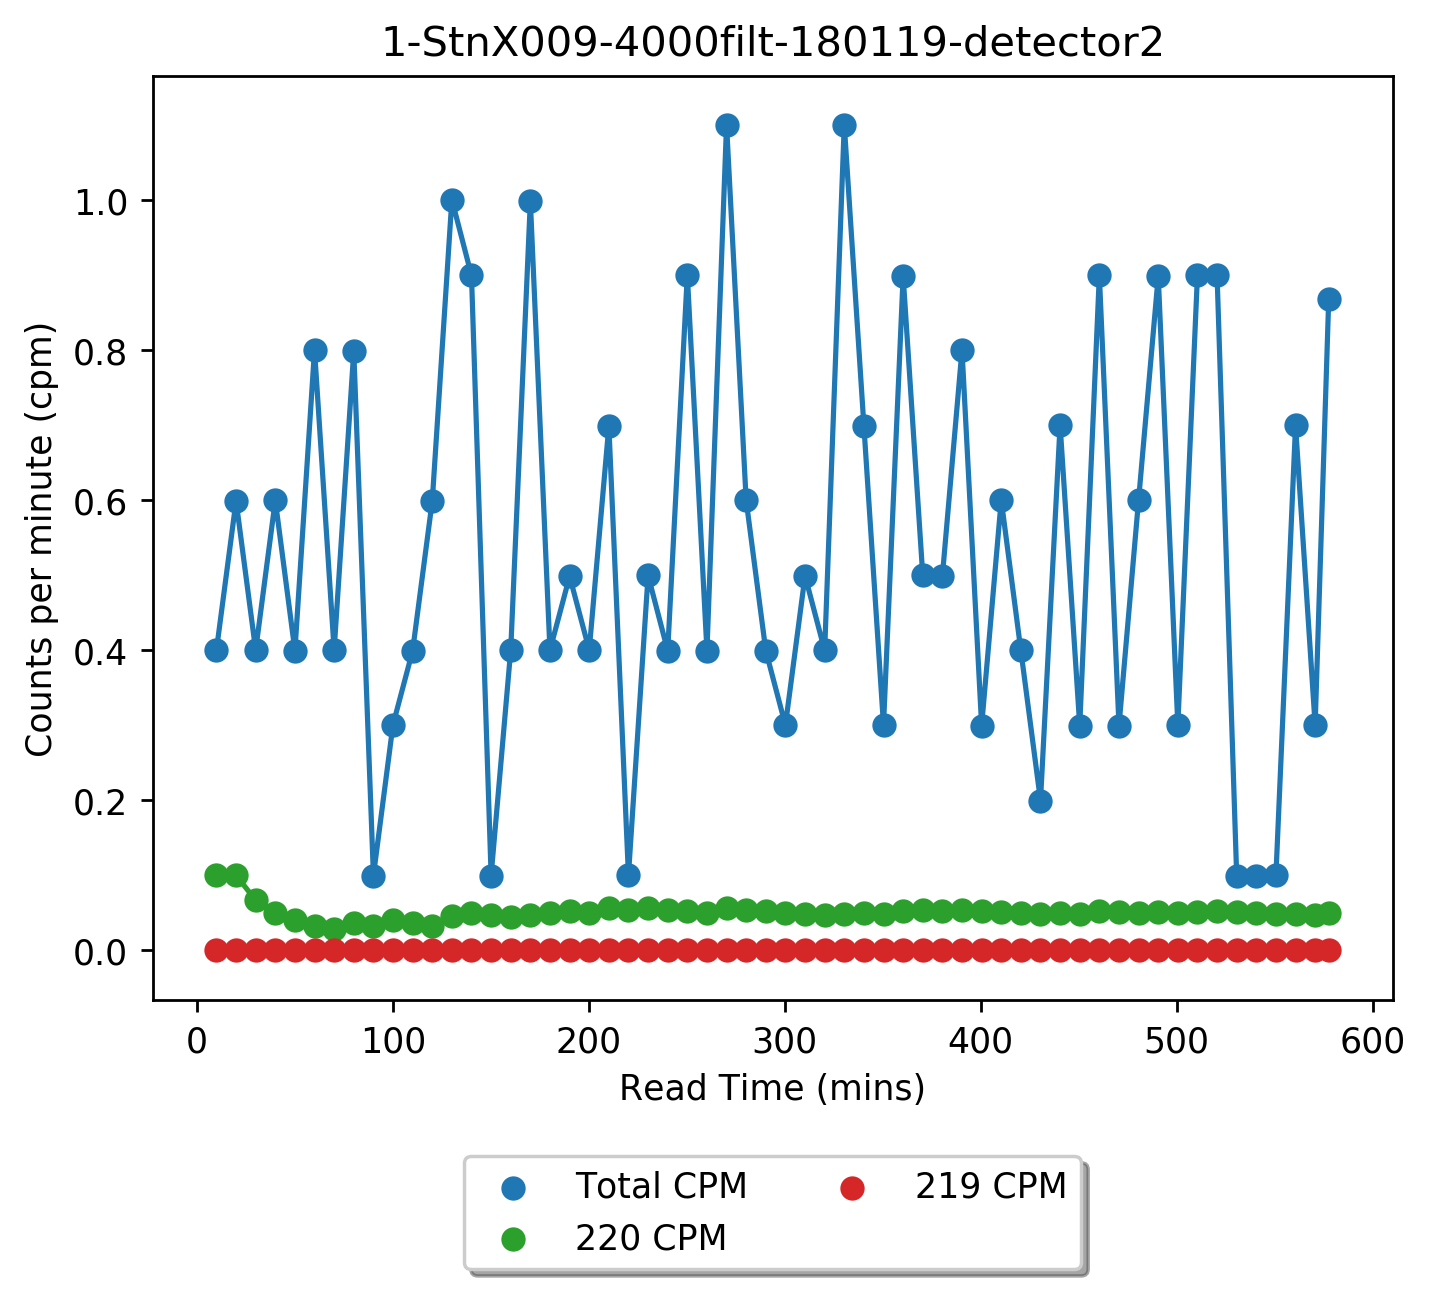 1-StnX009-4000filt-180119-detector2
Counts per minute (cpm)
1.0
0.8
0.6
0.4
0.2
0.0
0 100 200 300 400 500 600
Read Time (mins)
Total CPM 219 CPM
220 CPM